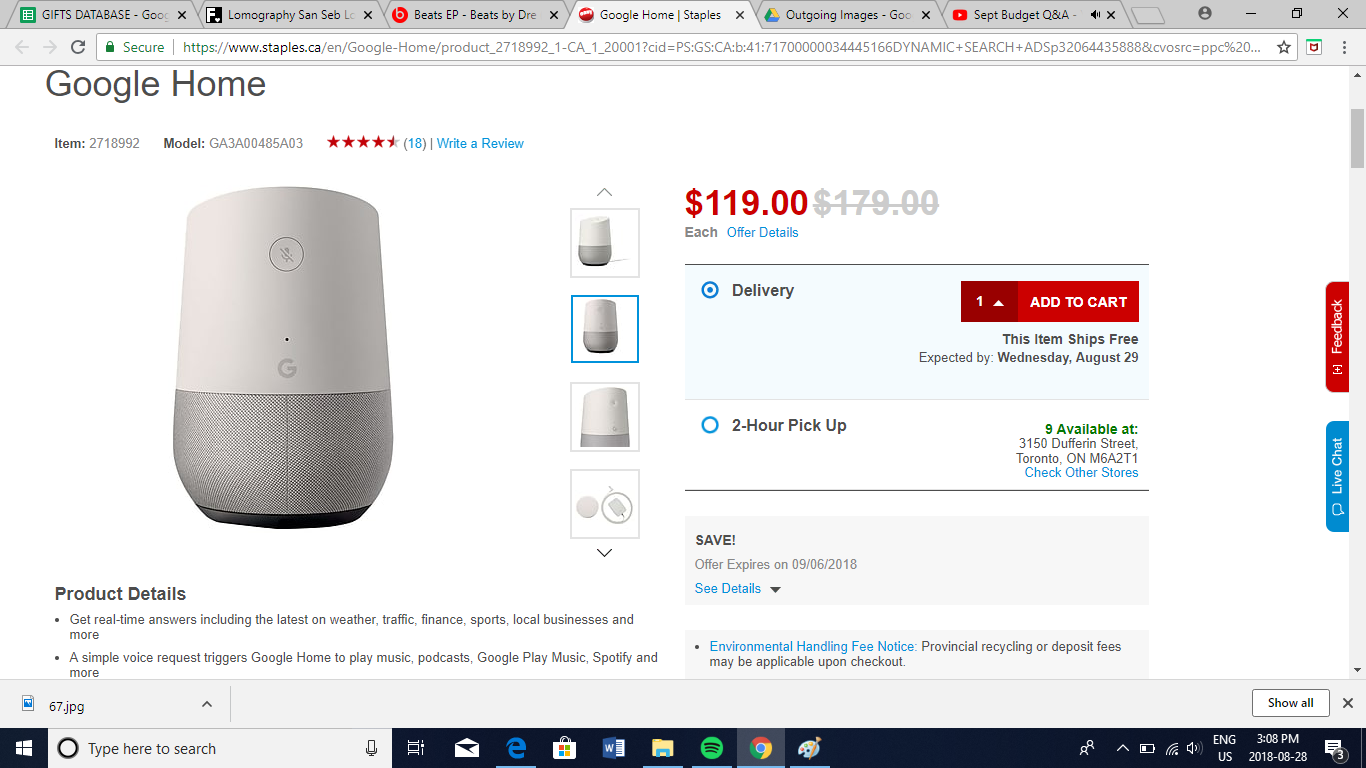 GIFTS DATABASE - Goog
Lomography San Seb Lo
Beats EP - Beats by Dre
Google Home | Staples
Outgoing Images - Goo
Sept Budget Q&A -
Secure
https://www.staples.ca/en/Google-Home/product_2718992_1-CA_1_20001?cid=PS:GS:CA:b:41:71700000034445166DYNAMIC+SEARCH+ADSp32064435888&cvosrc=ppc%20...
Google Home
Item: 2718992 Model: GA3A00485A03 (18) | Write a Review
$119.00 $179.00
Each Offer Details
Delivery
1 ADD TO CART
This Item Ships Free
Expected by: Wednesday, August 29
2-Hour Pick Up
9 Available at:
3150 Dufferin Street,
Toronto, ON M6A2T1
Check Other Stores
SAVE!
Offer Expires on 09/06/2018
See Details
Environmental Handling Fee Notice: Provincial recycling or deposit fees
may be applicable upon checkout.
Product Details
Get real-time answers including the latest on weather, traffic, finance, sports, local businesses and
more
A simple voice request triggers Google Home to play music, podcasts, Google Play Music, Spotify and
more
[+] Feedback
Live Chat
67.jpg
Show all
Type here to search
ENG
US
3:08 PM
2018-08-28
3